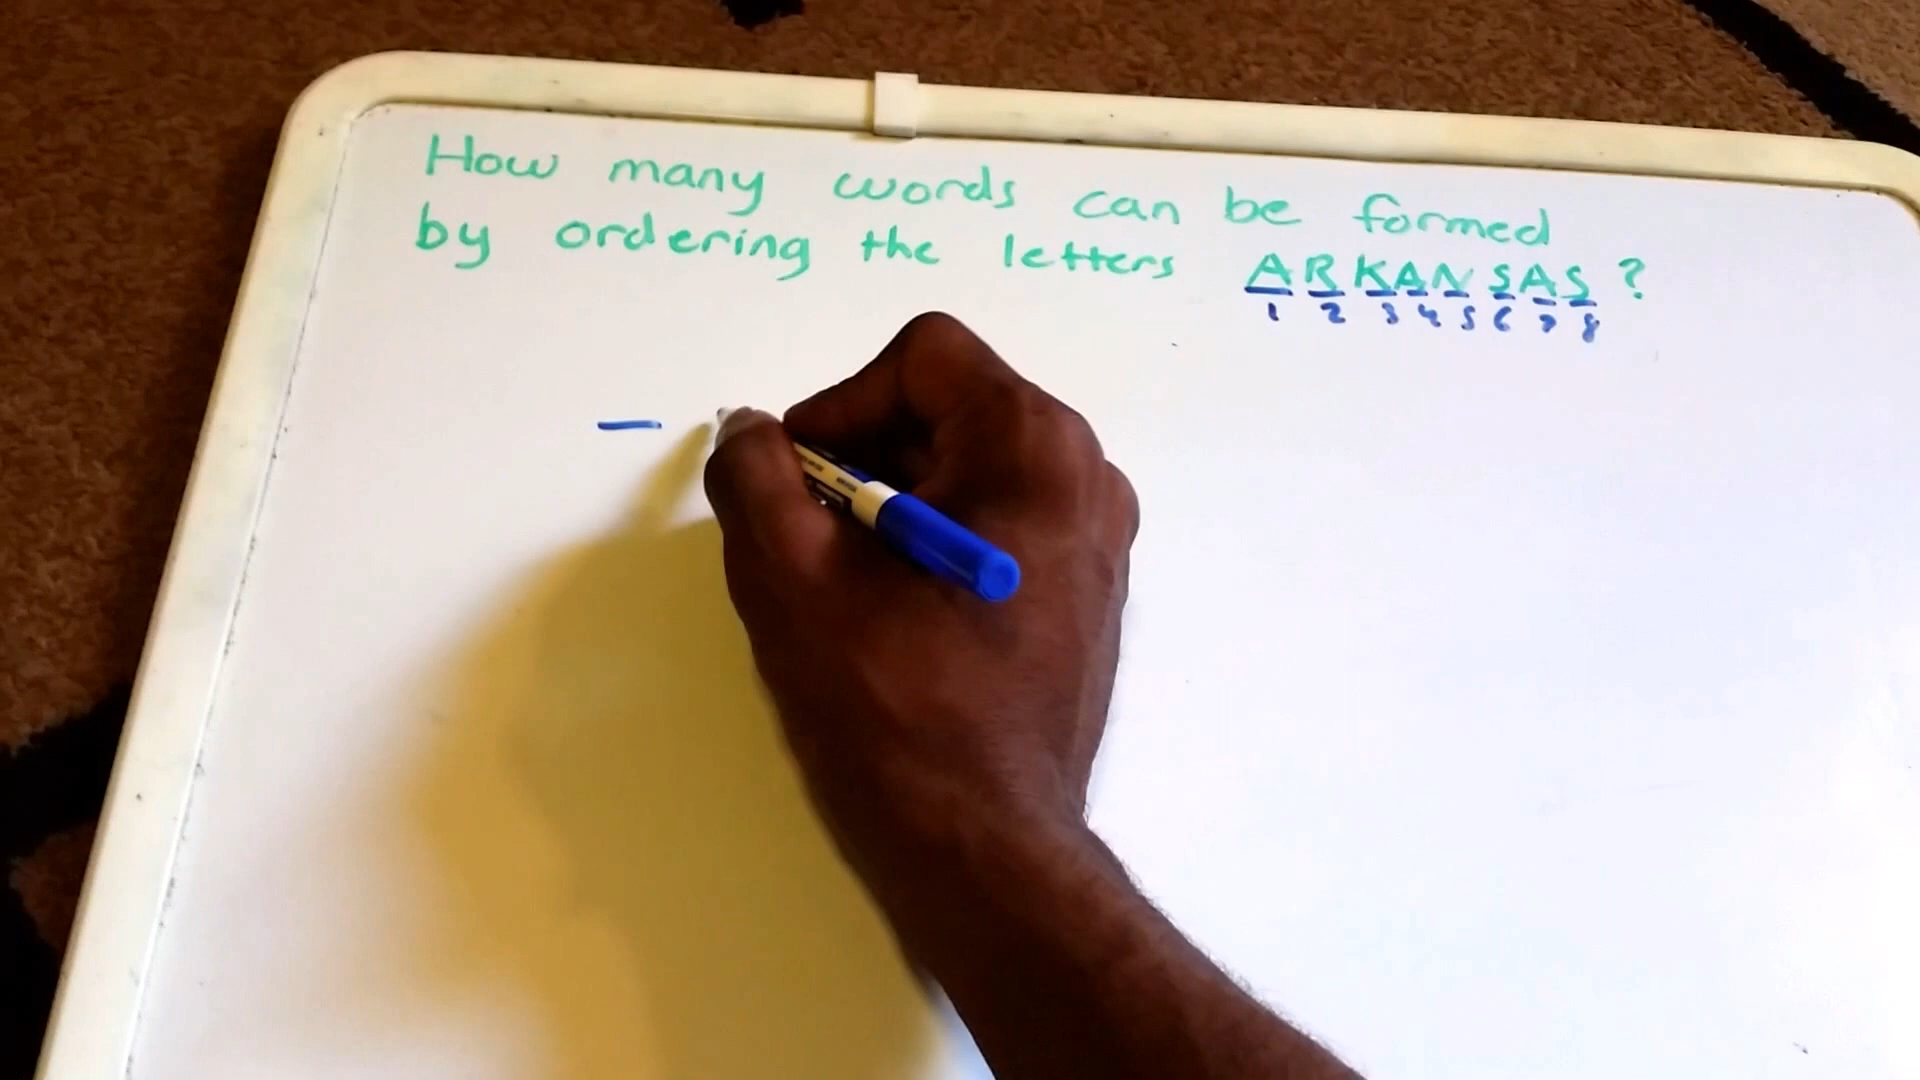 How many words can be formed
by ordering the letters ARKANSAS ?
1 2 3 4 5 6 7 8